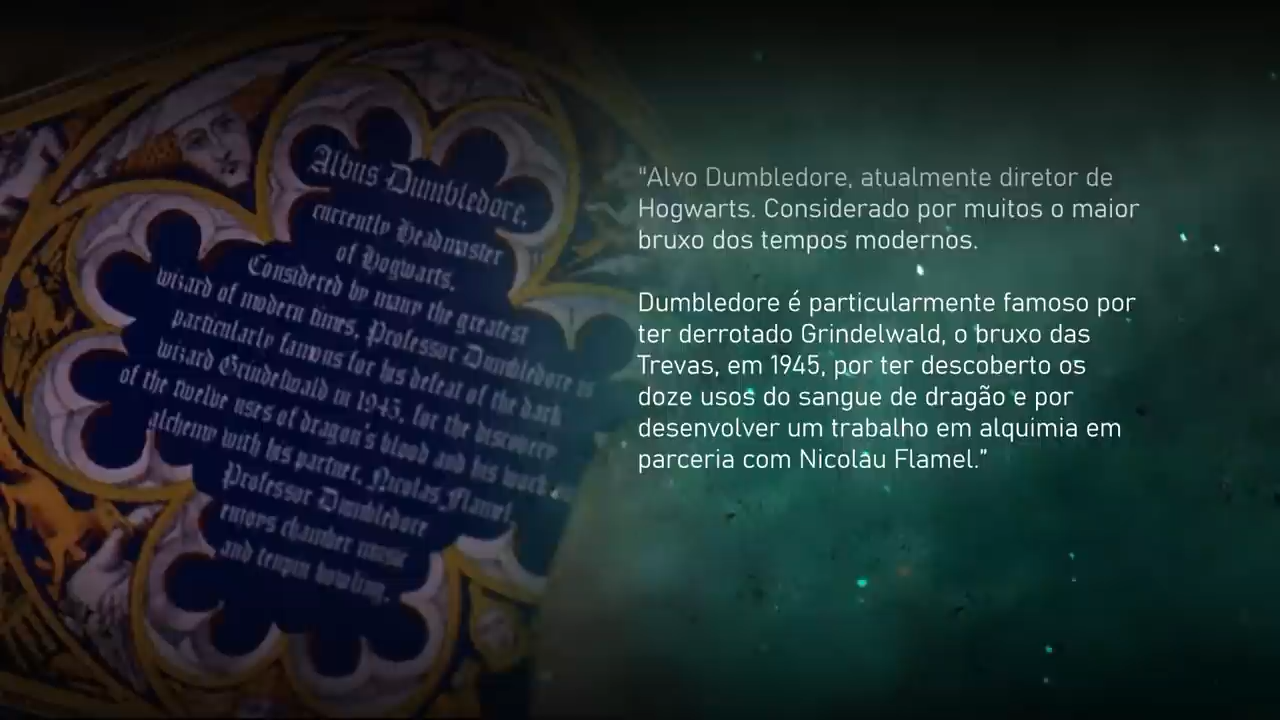 Albus Dumbledore,
currently Headmaster
of Hogwarts.
Considered by many the greatest
wizard of modern times, Professor Dumbledore is
particularly famous for his defeat of the dark
wizard Grindelwald in 1945, for the discovery
of the twelve uses of dragon's blood and his work on
alchemy with his partner, Nicolas Flamel.
Professor Dumbledore
enjoys chamber music
and tenpin bowling.
"Alvo Dumbledore, atualmente diretor de
Hogwarts. Considerado por muitos o maior
bruxo dos tempos modernos.
Dumbledore é particularmente famoso por
ter derrotado Grindelwald, o bruxo das
Trevas, em 1945, por ter descoberto os
doze usos do sangue de dragão e por
desenvolver um trabalho em alquimia em
parceria com Nicolau Flamel.”